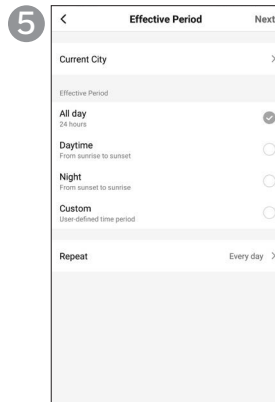 5
Effective Period Next
Current City
Effective Period
All day
24 hours
Daytime
From sunrise to sunset
Night
From sunset to sunrise
Custom
User-defined time period
Repeat Every day